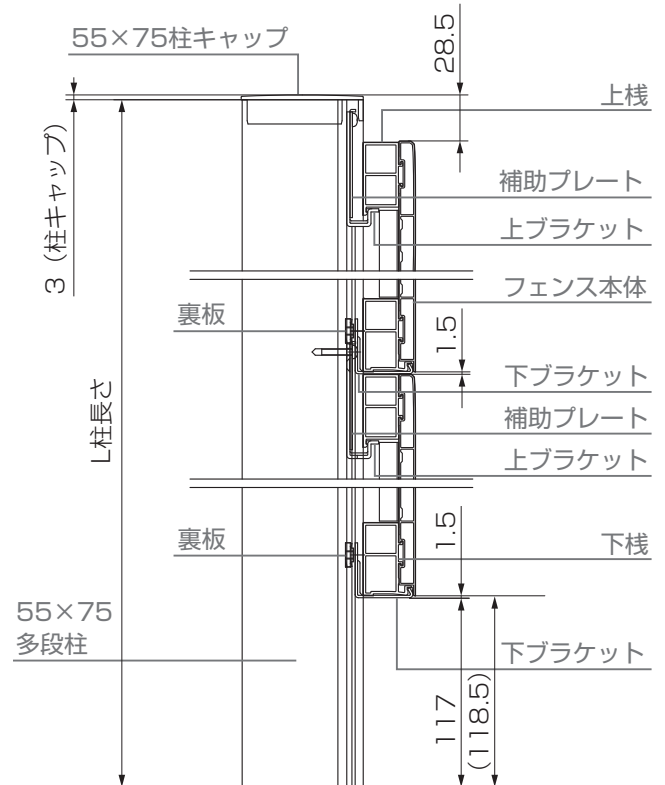 55×75柱キャップ
28.5
上桟
3（柱キャップ）
補助プレート
上ブラケット
フェンス本体
裏板
1.5
L柱長さ
下ブラケット
補助プレート
上ブラケット
裏板
1.5
下桟
55×75
多段柱
下ブラケット
117
(118.5)